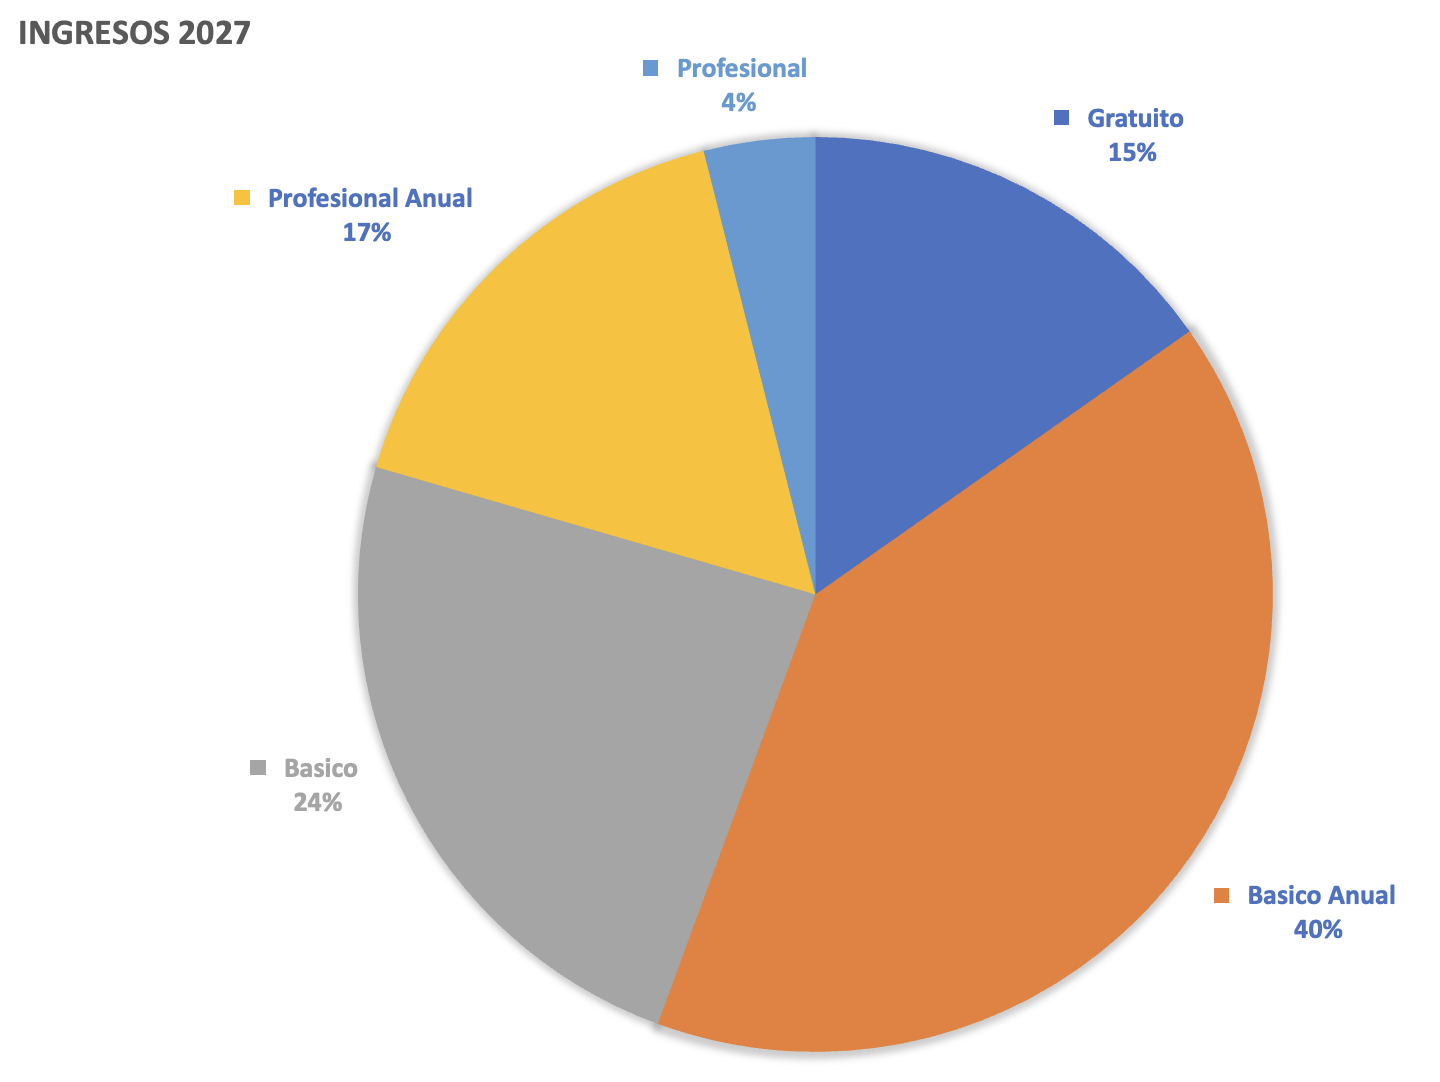 INGRESOS 2027
Profesional
4%
Gratuito
15%
Profesional Anual
17%
Basico
24%
Basico Anual
40%